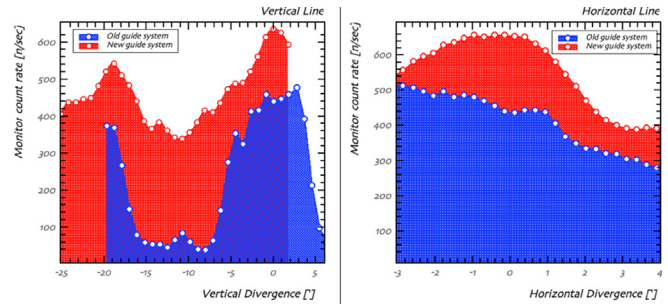 Vertical Line
Old guide system
New guide system
Monitor count rate [n/sec]
600
500
400
300
200
100
-25
-20
-15
-10
-5
0
5
Vertical Divergence [°]
Horizontal Line
Old guide system
New guide system
Monitor count rate [n/sec]
600
500
400
300
200
100
-3
-2
-1
0
1
2
3
4
Horizontal Divergence [°]